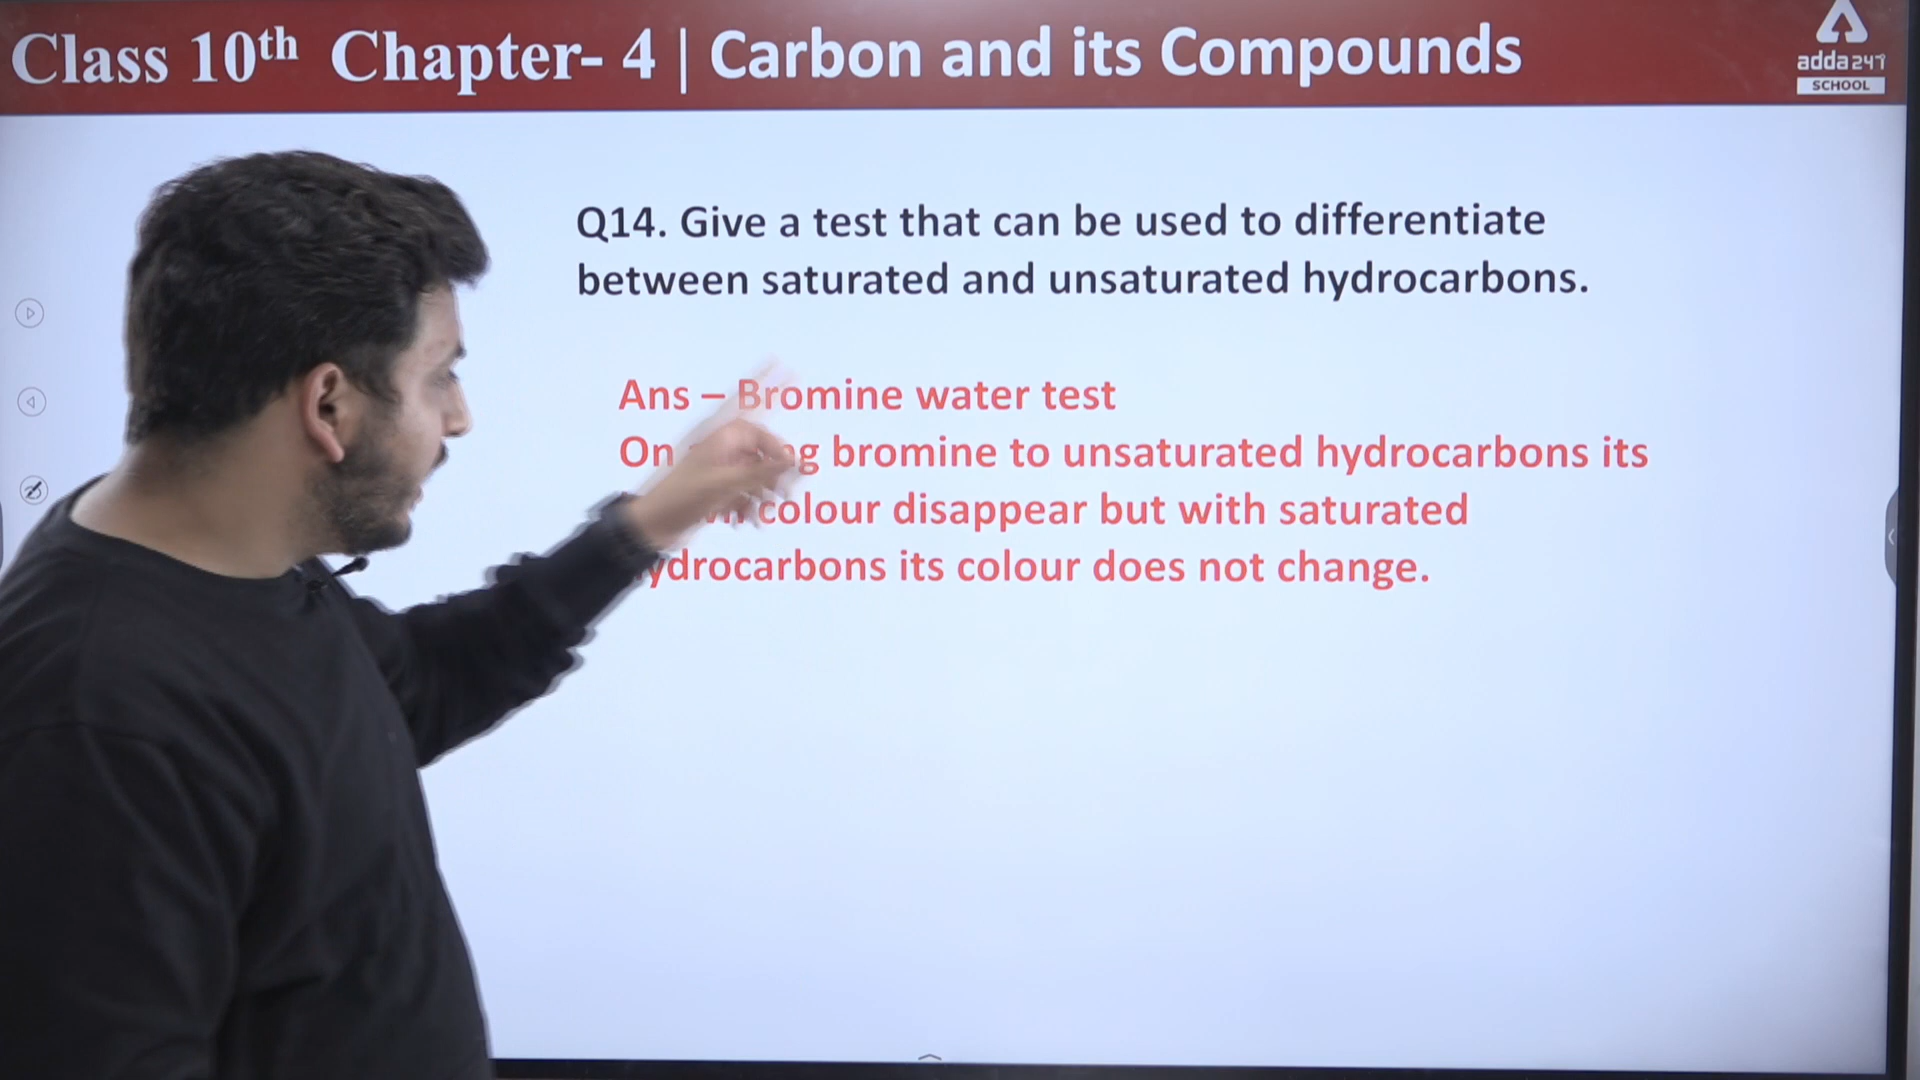 Class 10th Chapter- 4 | Carbon and its Compounds
adda247
SCHOOL
Q14. Give a test that can be used to differentiate
between saturated and unsaturated hydrocarbons.
Ans – Bromine water test
On bromine to unsaturated hydrocarbons its
colour disappear but with saturated
hydrocarbons its colour does not change.